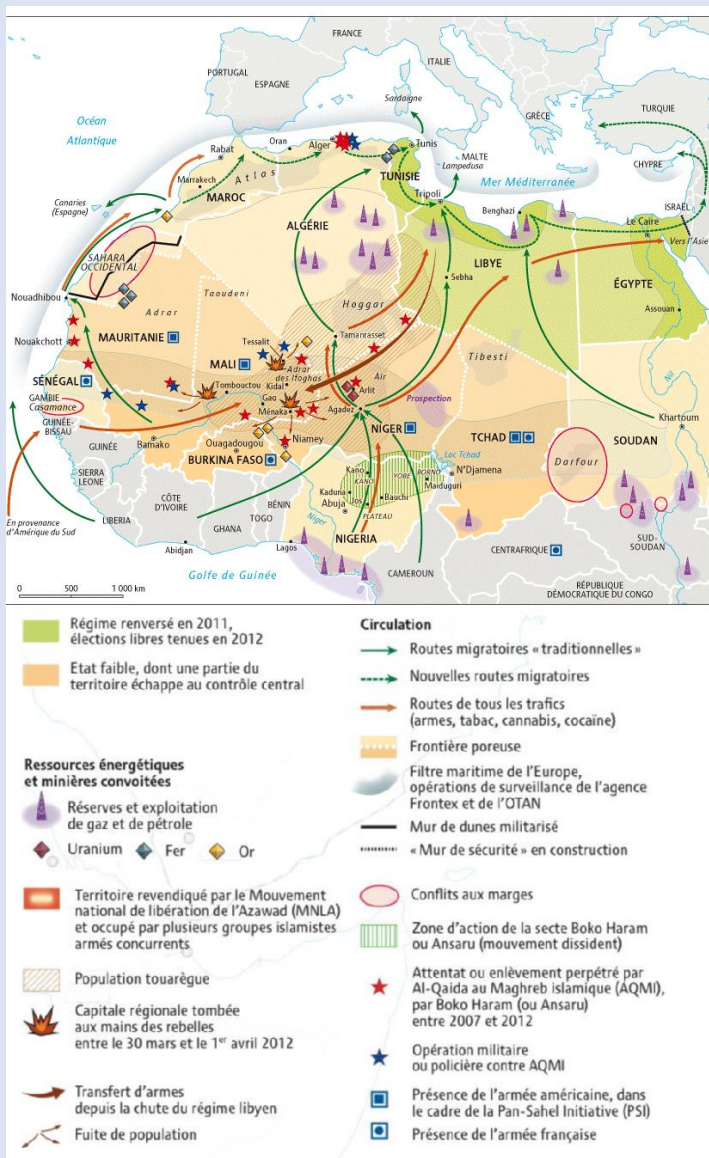 FRANCE
ITALIE
PORTUGAL
ESPAGNE
Sardaigne
GRÈCE
TURQUIE
Océan
Atlantique
Oran
Alger
Tunis
MALTE
Lampedusa
CHYPRE
Rabat
Mer Méditerranée
Marrakech
Atlas
TUNISIE
Canaries
(Espagne)
MAROC
Tripoli
ISRAËL
Benghazi
Le Caire
ALGÉRIE
Vers l'Asie
SAHARA
OCCIDENTAL
LIBYE
Sebha
ÉGYPTE
Nouadhibou
Taoudeni
Hoggar
Assouan
Adrar
Tamanrasset
Nouakchott
MAURITANIE
Tessalit
Tibesti
Nil
MALI
Adrar
des Ifoghas
Aïr
SÉNÉGAL
Tombouctou
Kidal
Arlit
Prospection
GAMBIE
Casamance
Gao
Ménaka
Agadez
Khartoum
GUINÉE-
BISSAU
Bamako
Niamey
NIGER
TCHAD
SOUDAN
Ouagadougou
Lac Tchad
Darfour
GUINÉE
BURKINA FASO
Kano
KANO
YOBE
BORNO
N'Djamena
SIERRA
LEONE
BÉNIN
Kaduna
Maiduguri
CÔTE
D'IVOIRE
Abuja
Jos
Bauchi
PLATEAU
TOGO
Niger
En provenance
d'Amérique du Sud
LIBERIA
GHANA
NIGERIA
SUD-
SOUDAN
Abidjan
Lagos
CENTRAFRIQUE
Golfe de Guinée
CAMEROUN
RÉPUBLIQUE
DÉMOCRATIQUE DU CONGO
0 500 1 000 km
Régime renversé en 2011,
élections libres tenues en 2012
Etat faible, dont une partie du
territoire échappe au contrôle central
Ressources énergétiques
et minières convoitées
Réserves et exploitation
de gaz et de pétrole
Uranium Fer Or
Territoire revendiqué par le Mouvement
national de libération de l'Azawad (MNLA)
et occupé par plusieurs groupes islamistes
armés concurrents
Population touarègue
Capitale régionale tombée
aux mains des rebelles
entre le 30 mars et le 1er avril 2012
Transfert d'armes
depuis la chute du régime libyen
Fuite de population
Circulation
Routes migratoires « traditionnelles »
Nouvelles routes migratoires
Routes de tous les trafics
(armes, tabac, cannabis, cocaïne)
Frontière poreuse
Filtre maritime de l'Europe,
opérations de surveillance de l'agence
Frontex et de l'OTAN
Mur de dunes militarisé
« Mur de sécurité » en construction
Conflits aux marges
Zone d'action de la secte Boko Haram
ou Ansaru (mouvement dissident)
Attentat ou enlèvement perpétré par
Al-Qaida au Maghreb islamique (AQMI),
par Boko Haram (ou Ansaru)
entre 2007 et 2012
Opération militaire
ou policière contre AQMI
Présence de l'armée américaine, dans
le cadre de la Pan-Sahel Initiative (PSI)
Présence de l'armée française